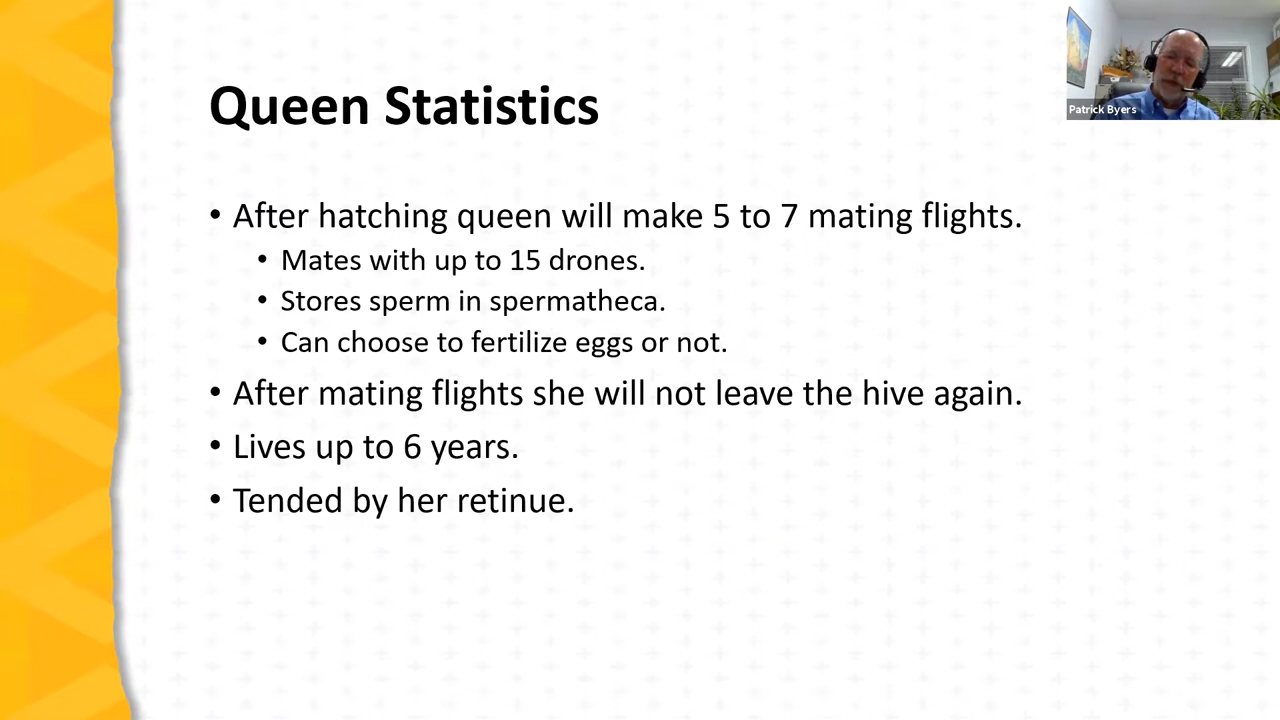 Patrick Byers
Queen Statistics
• After hatching queen will make 5 to 7 mating flights.
• Mates with up to 15 drones.
• Stores sperm in spermatheca.
• Can choose to fertilize eggs or not.
• After mating flights she will not leave the hive again.
• Lives up to 6 years.
• Tended by her retinue.